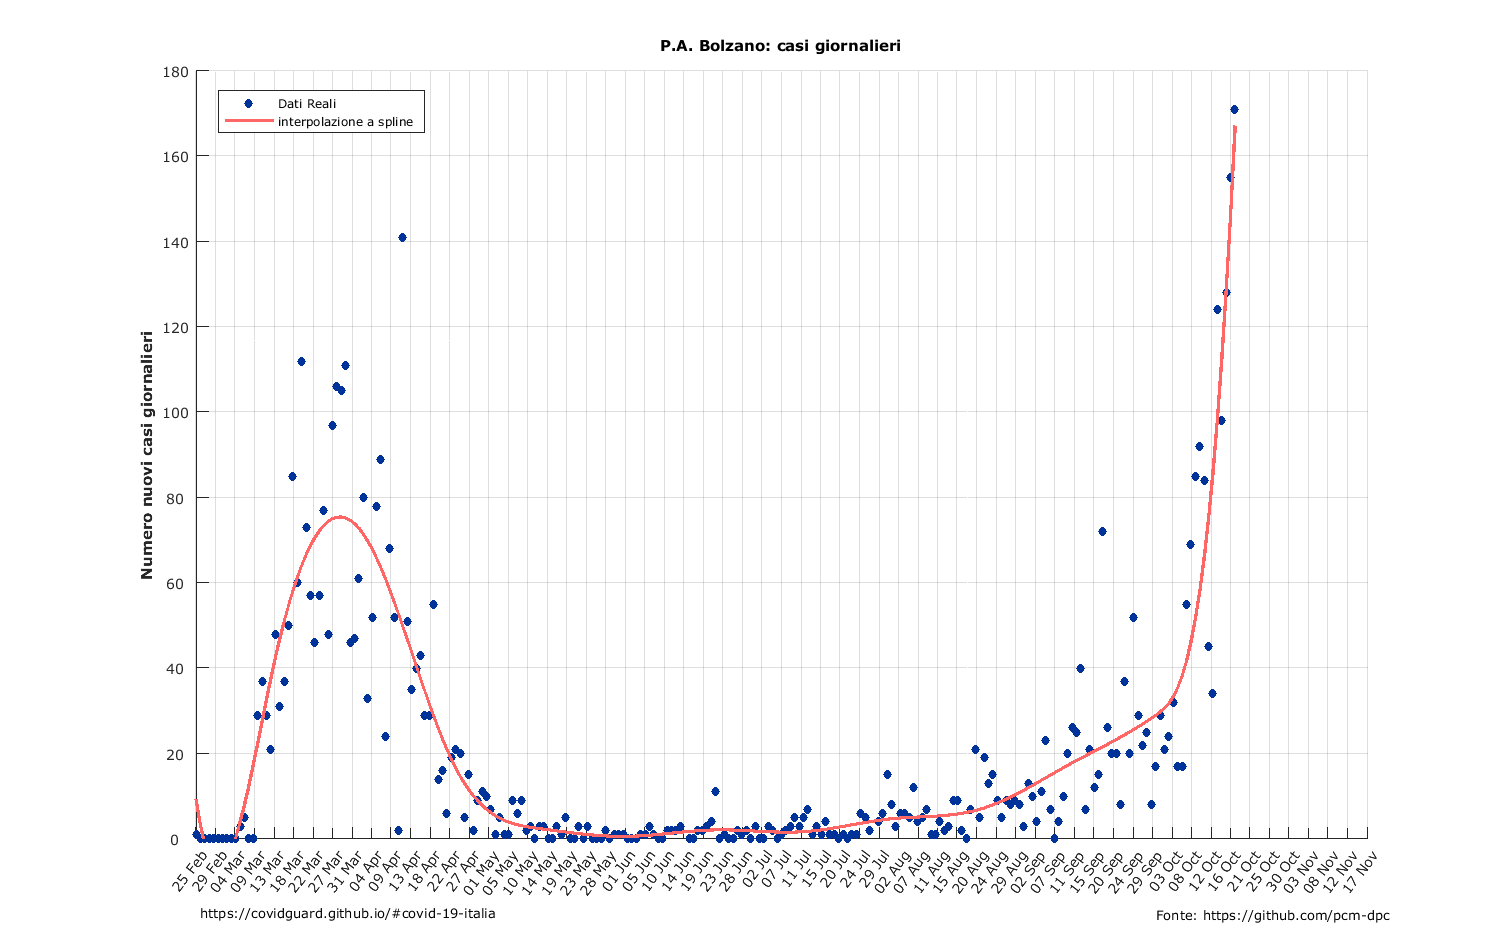 P.A. Bolzano: casi giornalieri
180
160
140
120
100
80
60
40
20
0
Numero nuovi casi giornalieri
Dati Reali
interpolazione a spline
25 Feb
29 Feb
04 Mar
09 Mar
13 Mar
18 Mar
22 Mar
27 Mar
31 Mar
04 Apr
09 Apr
13 Apr
18 Apr
22 Apr
27 Apr
01 May
05 May
10 May
14 May
19 May
23 May
28 May
01 Jun
05 Jun
10 Jun
14 Jun
19 Jun
23 Jun
28 Jun
02 Jul
07 Jul
11 Jul
15 Jul
20 Jul
24 Jul
29 Jul
02 Aug
07 Aug
11 Aug
15 Aug
20 Aug
24 Aug
29 Aug
02 Sep
07 Sep
11 Sep
15 Sep
20 Sep
24 Sep
29 Sep
03 Oct
08 Oct
12 Oct
16 Oct
21 Oct
25 Oct
30 Oct
03 Nov
08 Nov
12 Nov
17 Nov
https://covidguard.github.io/#covid-19-italia
Fonte: https://github.com/pcm-dpc